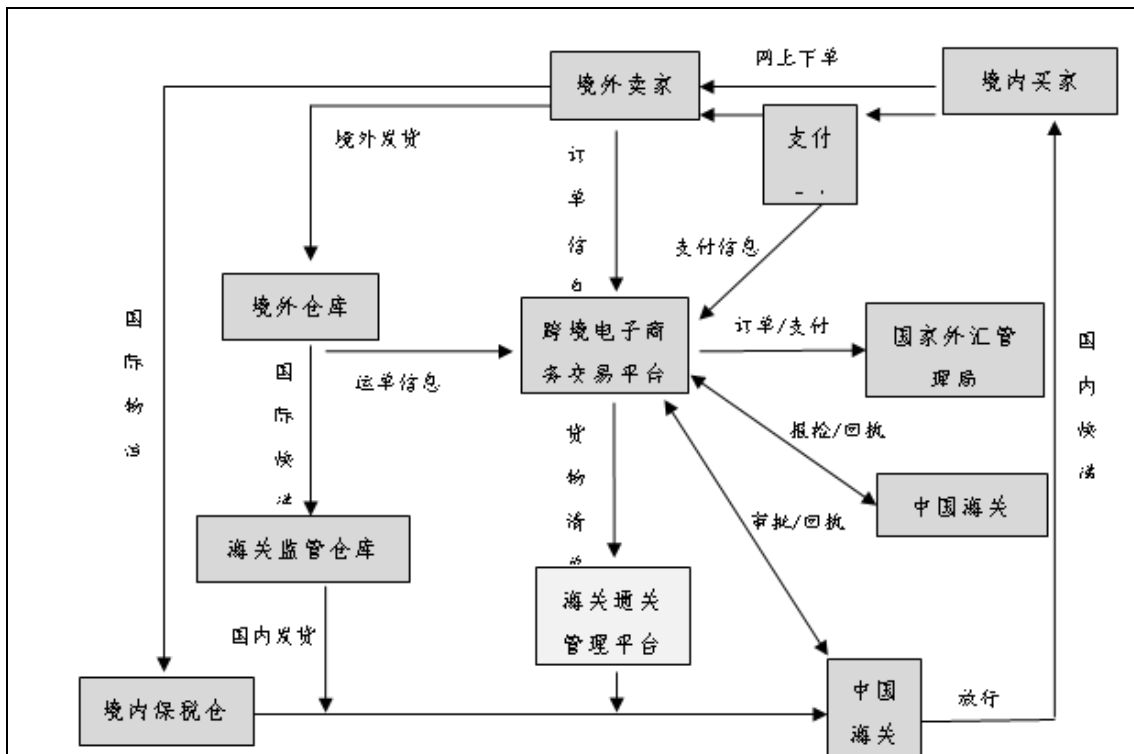 网上下单
境外卖家
境内买家
支付
境外发货
订单信息
支付信息
境外仓库
跨境电子商
务交易平台
订单/支付
国家外汇管
理局
运单信息
国际物
国际快
国内快
报检/回执
货物清单
中国海关
审批/回执
海关监管仓库
海关通关
管理平台
国内发货
境内保税仓
中国
海关
放行